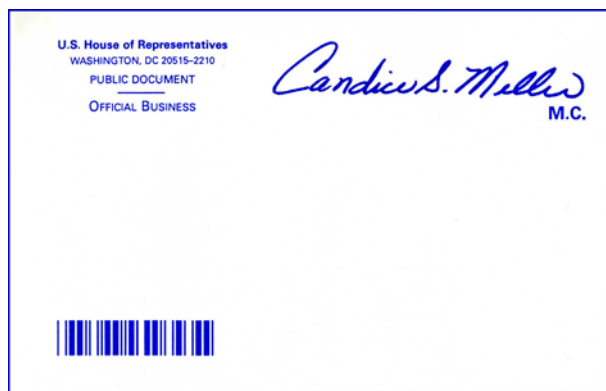 U.S. House of Representatives
WASHINGTON, DC 20515–2210
PUBLIC DOCUMENT
OFFICIAL BUSINESS
Candice S. Miller
M.C.